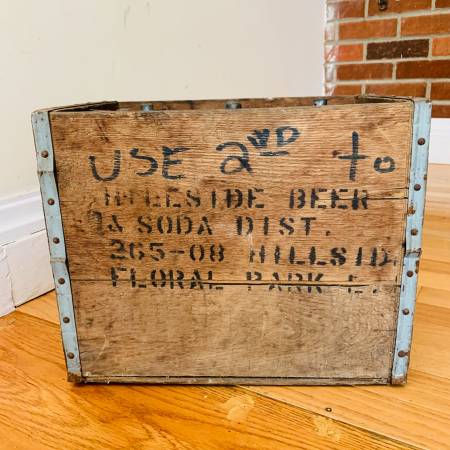 USE 2ND to
HILLSIDE BEER
& SODA DIST.
265-08 HILLSID
FLORAL PARK L.